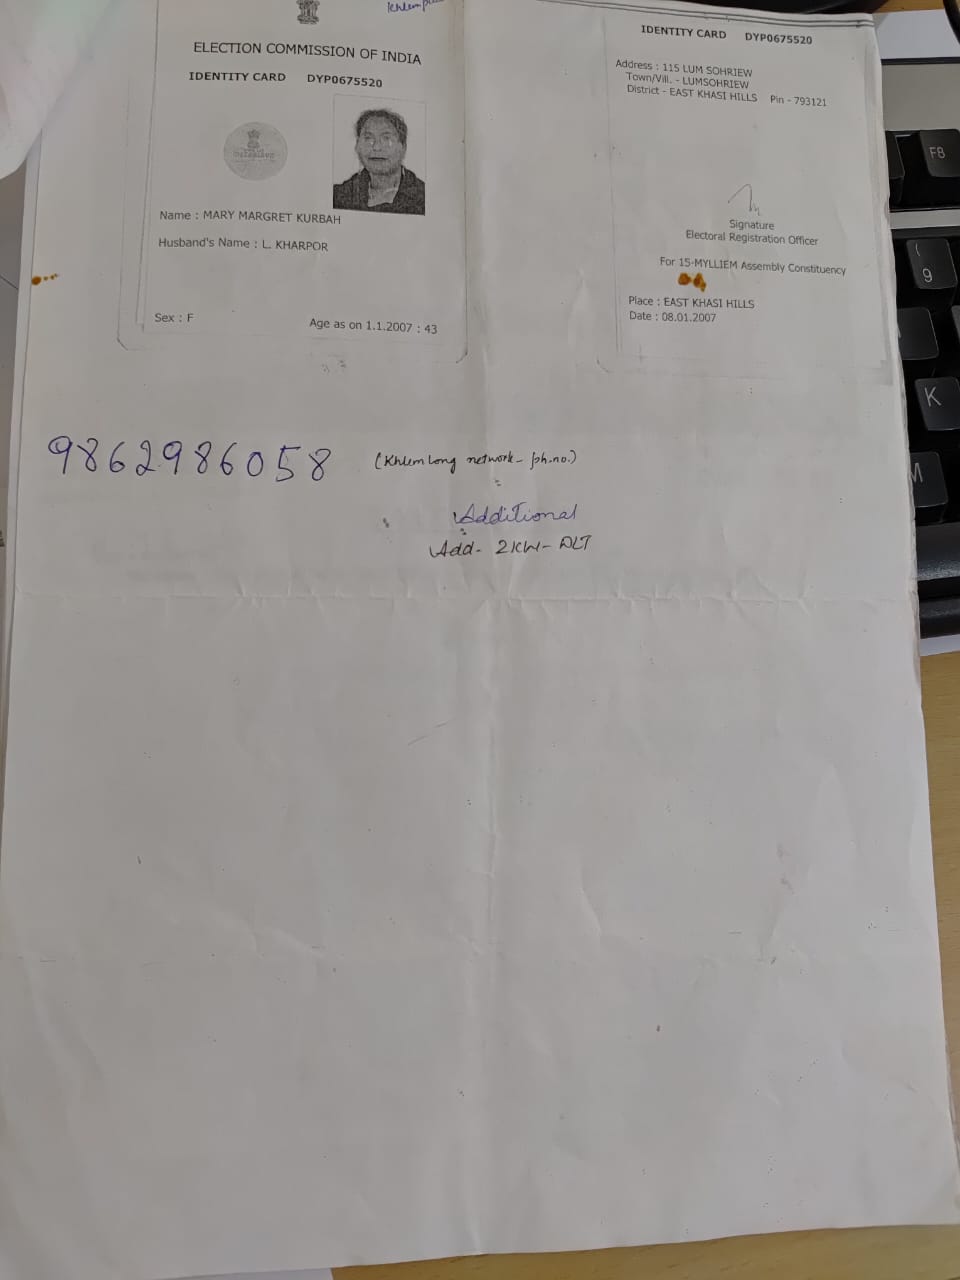 ELECTION COMMISSION OF INDIA
IDENTITY CARD DYP0675520
Name : MARY MARGRET KURBAH
Husband's Name : L. KHARPOR
Sex : F
Age as on 1.1.2007 : 43
IDENTITY CARD DYP0675520
Address : 115 LUM SOHRIEW
Town/Vill. - LUMSOHRIEW
District - EAST KHASI HILLS Pin - 793121
Signature
Electoral Registration Officer
For 15-MYLLIEM Assembly Constituency
Place : EAST KHASI HILLS
Date : 08.01.2007
9862986058 (Khlemlong network - ph.no.)
Additional
Add- 2KW- DLT
F8
(
9
K
M